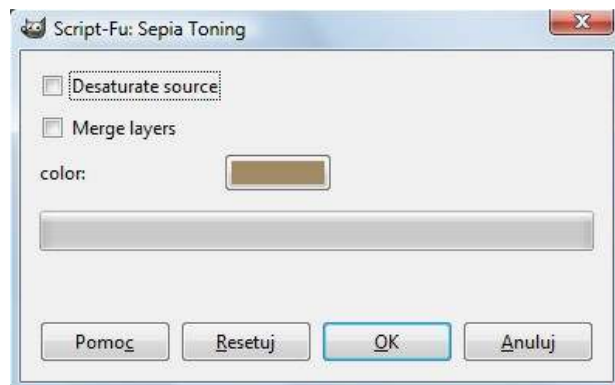 Script-Fu: Sepia Toning
Desaturate source
Merge layers
color:
Pomoc Resetuj OK Anuluj